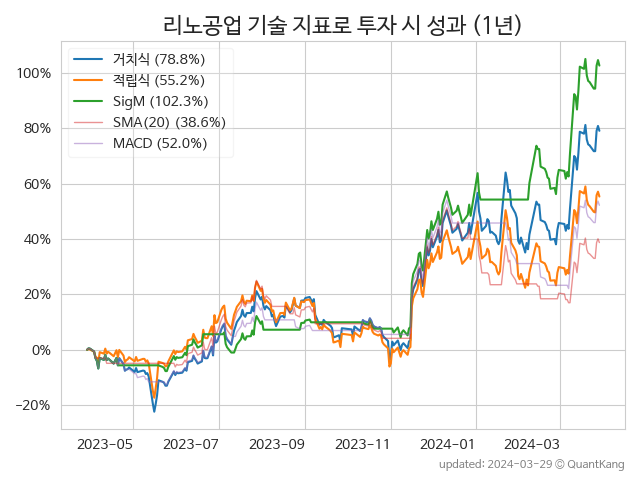 리노공업 기술 지표로 투자 시 성과 (1년)
거치식 (78.8%)
적립식 (55.2%)
SigM (102.3%)
SMA(20) (38.6%)
MACD (52.0%)
100%
80%
60%
40%
20%
0%
−20%
2023-05 2023-07 2023-09 2023-11 2024-01 2024-03
updated: 2024-03-29 © QuantKang